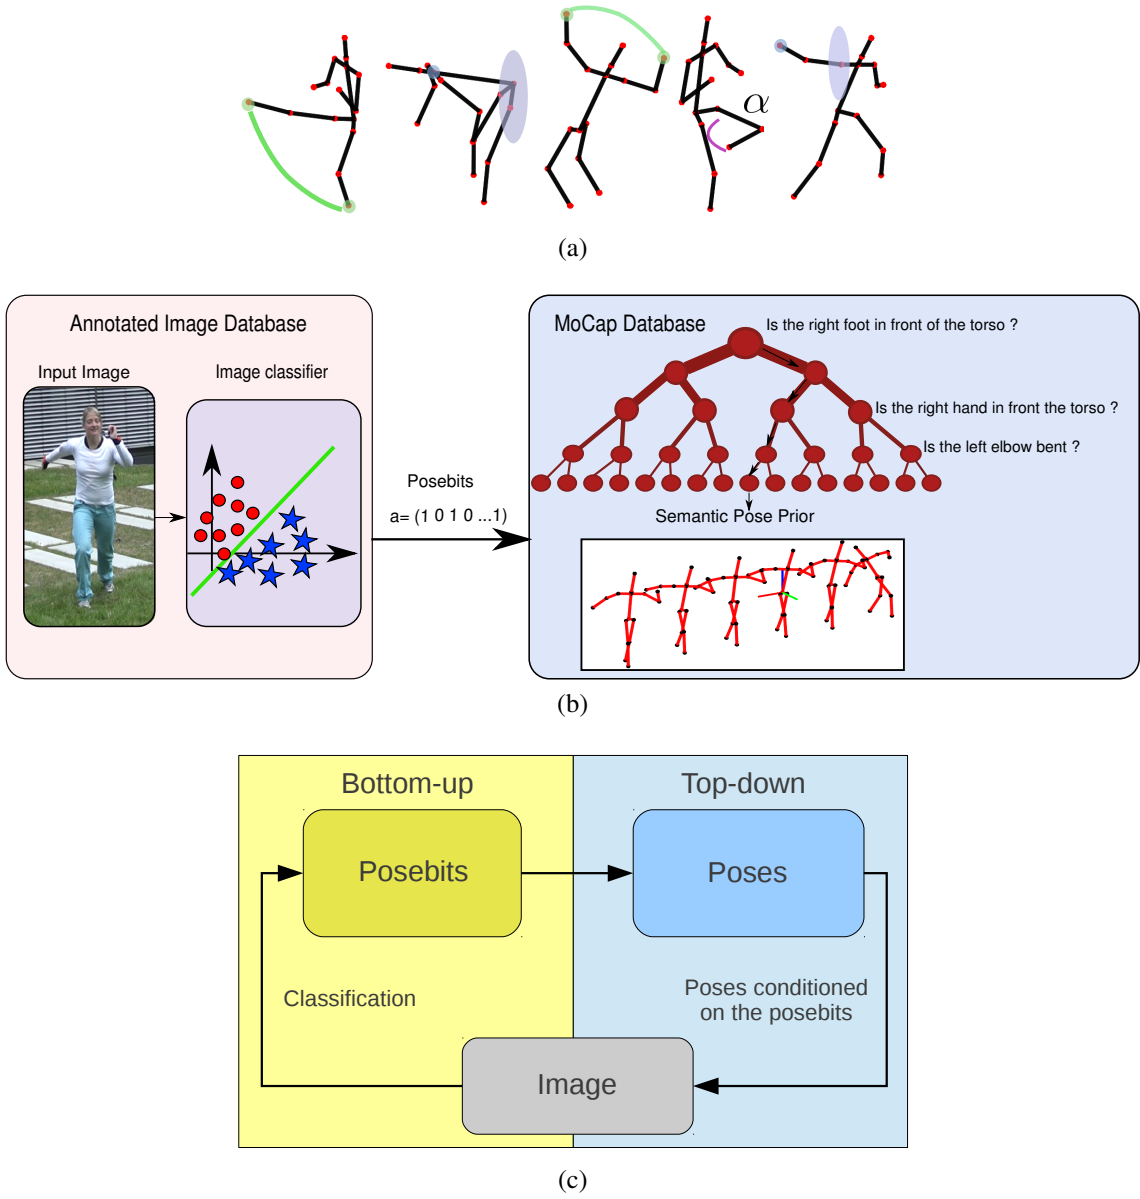 α
(a)
Annotated Image Database
Input Image
Image classifier
Posebits
a= (1 0 1 0 ...1)
MoCap Database
Is the right foot in front of the torso ?
Is the right hand in front the torso ?
Is the left elbow bent ?
Semantic Pose Prior
(b)
Bottom-up
Top-down
Posebits
Poses
Classification
Poses conditioned
on the posebits
Image
(c)